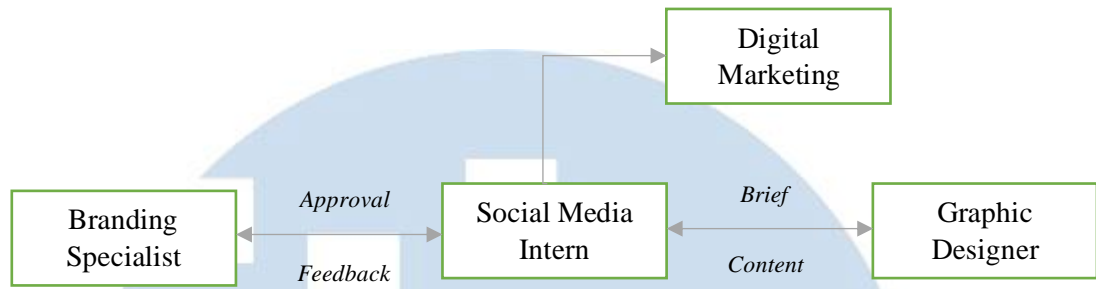 Digital
Marketing
Branding
Specialist
Approval
Feedback
Social Media
Intern
Brief
Content
Graphic
Designer